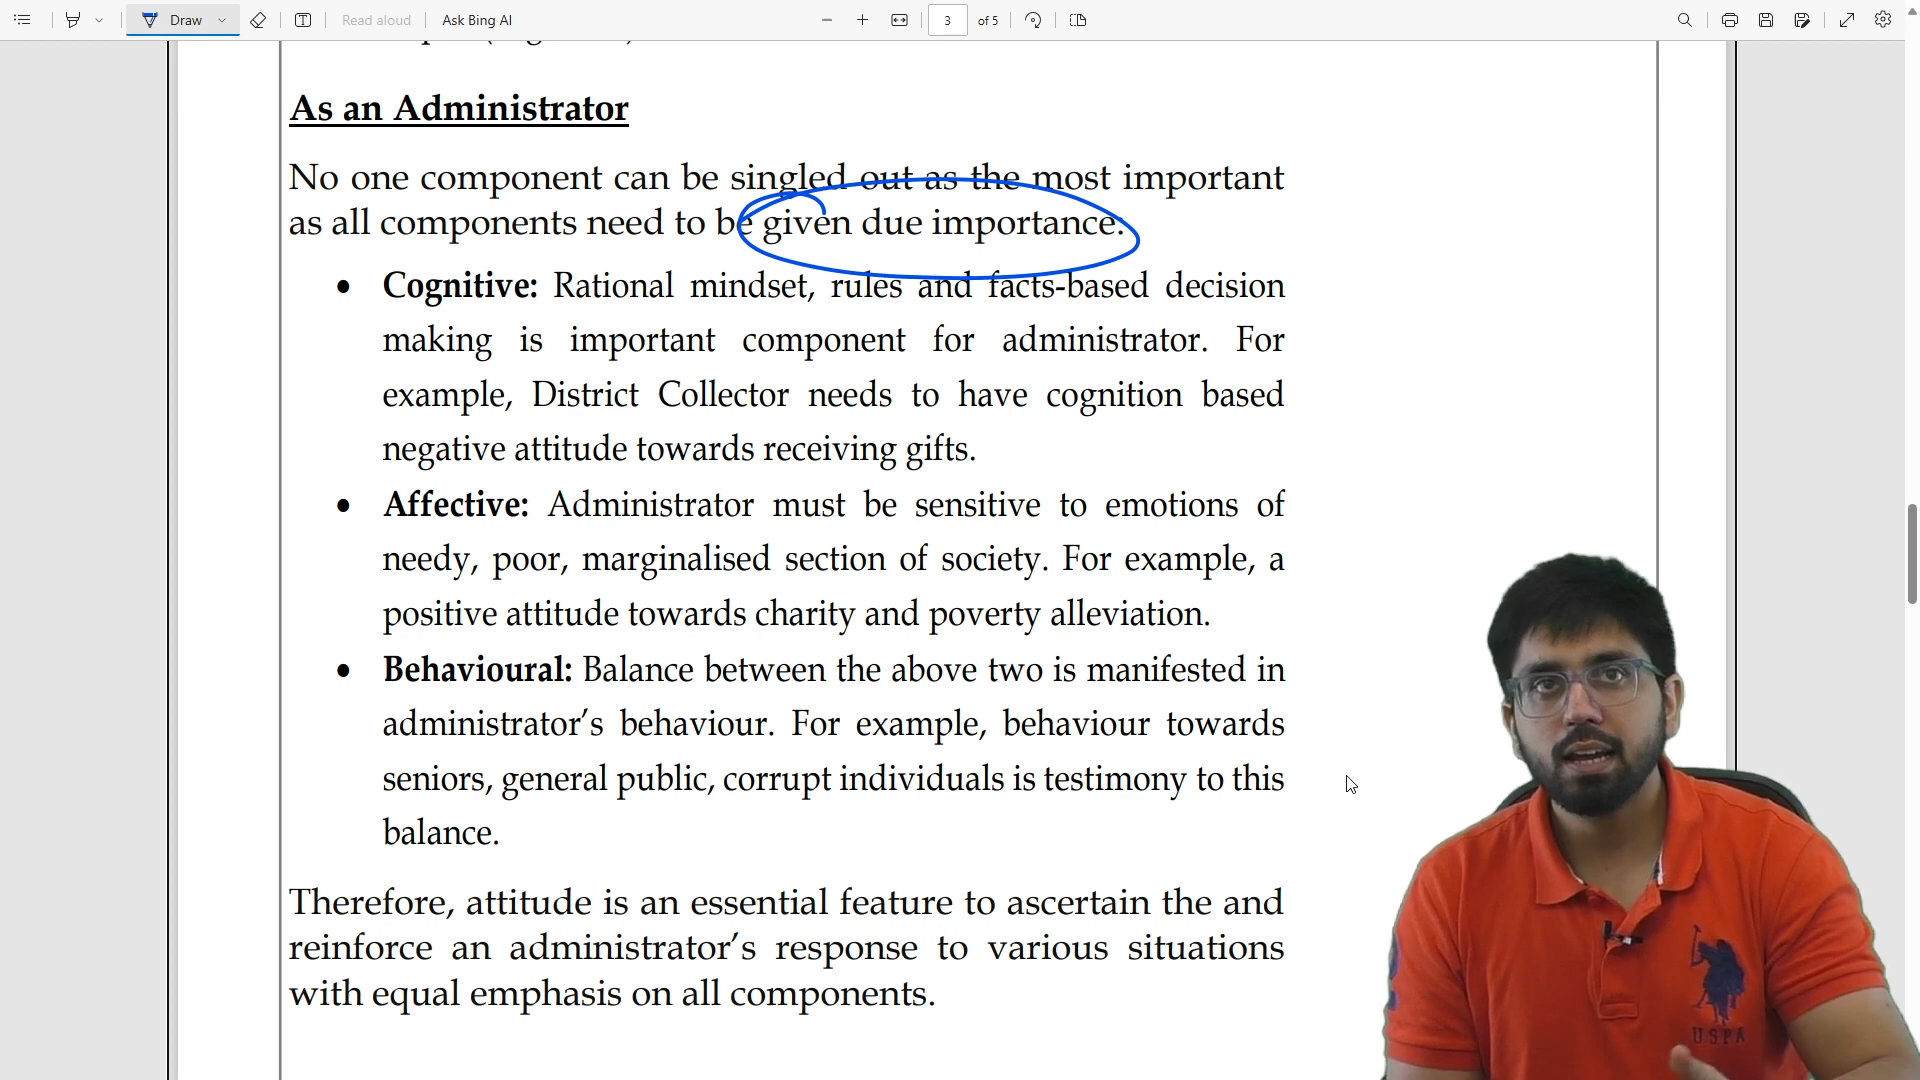 Draw
Read aloud
Ask Bing AI
3
of 5
As an Administrator
No one component can be singled out as the most important
as all components need to be given due importance.
• Cognitive: Rational mindset, rules and facts-based decision
making is important component for administrator. For
example, District Collector needs to have cognition based
negative attitude towards receiving gifts.
• Affective: Administrator must be sensitive to emotions of
needy, poor, marginalised section of society. For example, a
positive attitude towards charity and poverty alleviation.
• Behavioural: Balance between the above two is manifested in
administrator’s behaviour. For example, behaviour towards
seniors, general public, corrupt individuals is testimony to this
balance.
Therefore, attitude is an essential feature to ascertain the and
reinforce an administrator’s response to various situations
with equal emphasis on all components.
USPA